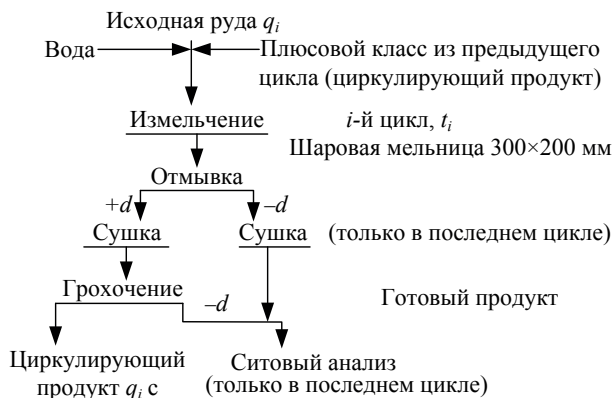 Исходная руда qi
Вода
Плюсовой класс из предыдущего
цикла (циркулирующий продукт)
Измельчение
i-й цикл, ti
Шаровая мельница 300×200 мм
Отмывка
+d
–d
Сушка
Сушка
(только в последнем цикле)
Грохочение
–d
Готовый продукт
Циркулирующий
продукт qi с
Ситовый анализ
(только в последнем цикле)